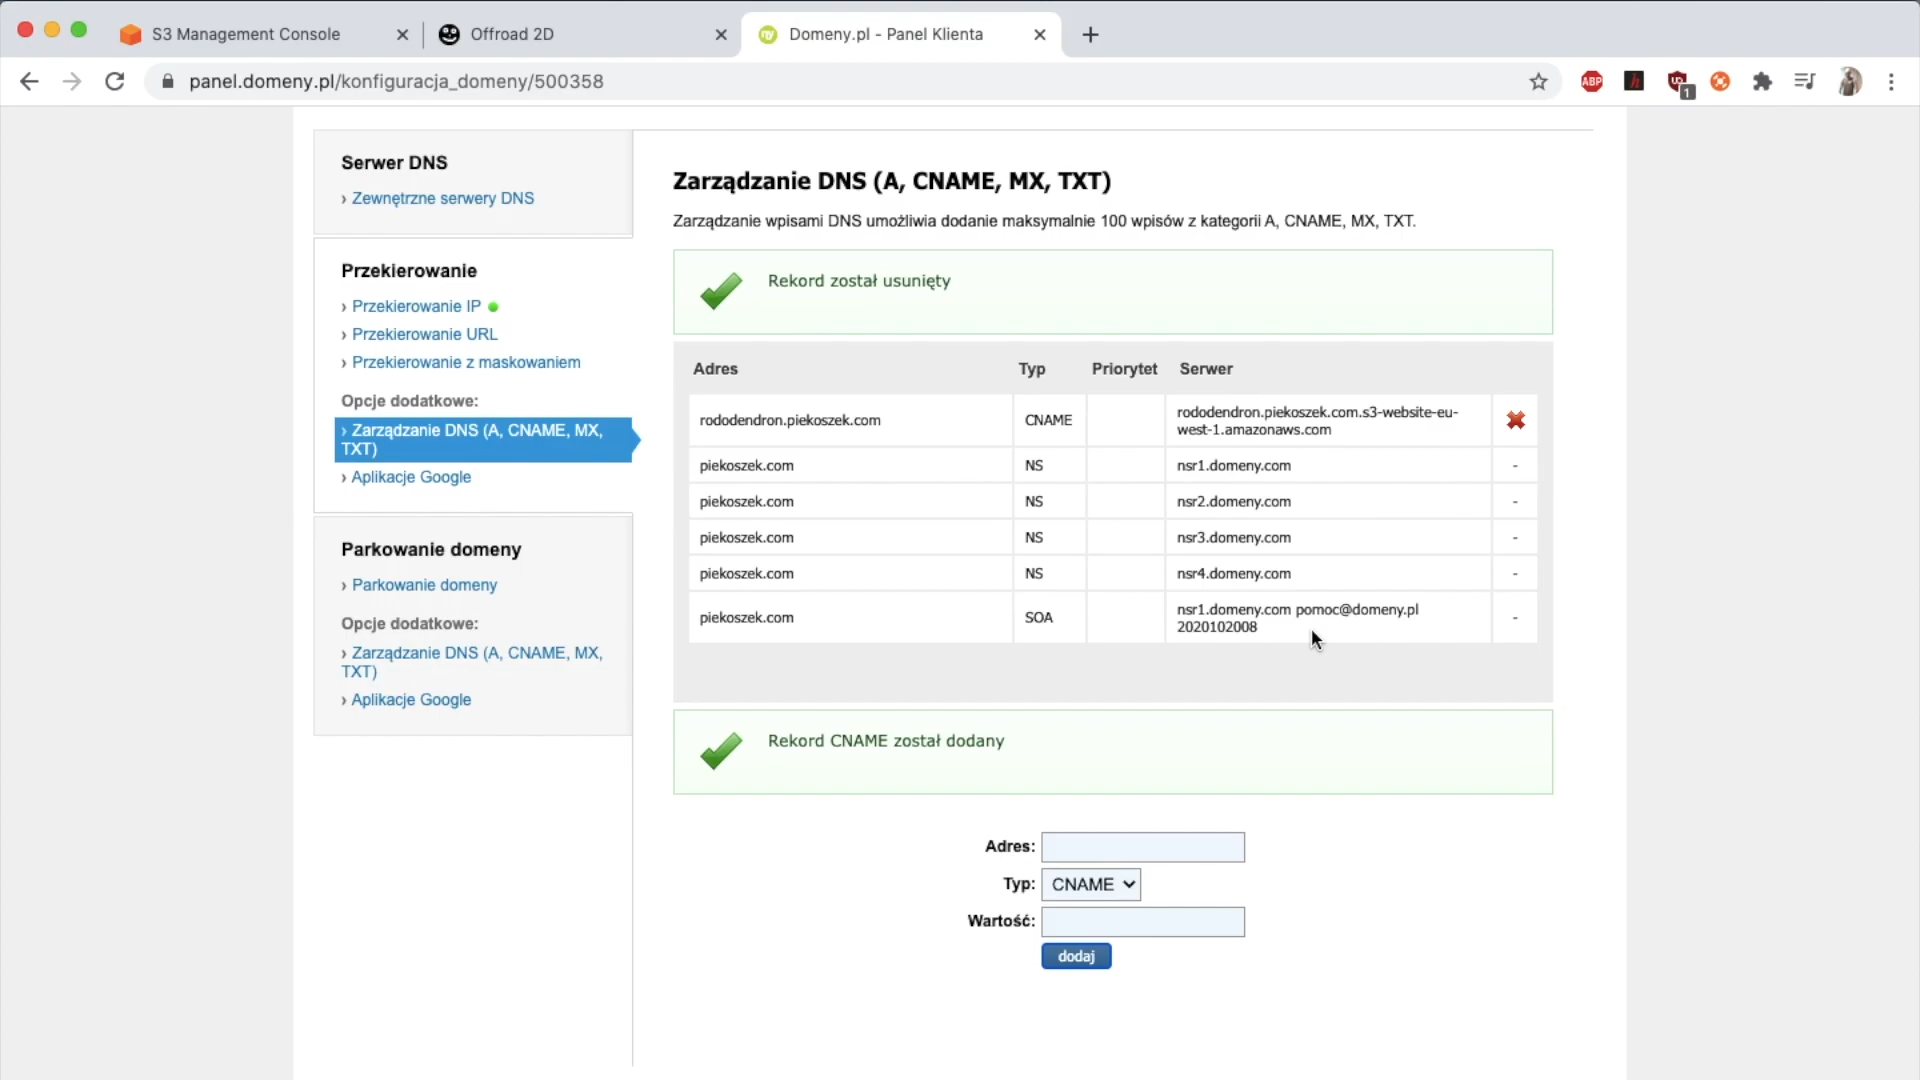 S3 Management Console
Offroad 2D
Domeny.pl - Panel Klienta
panel.domeny.pl/konfiguracja_domeny/500358
ABP
1
Serwer DNS
› Zewnętrzne serwery DNS
Przekierowanie
› Przekierowanie IP
› Przekierowanie URL
› Przekierowanie z maskowaniem
Opcje dodatkowe:
› Zarządzanie DNS (A, CNAME, MX,
TXT)
› Aplikacje Google
Parkowanie domeny
› Parkowanie domeny
Opcje dodatkowe:
› Zarządzanie DNS (A, CNAME, MX,
TXT)
› Aplikacje Google
Zarządzanie DNS (A, CNAME, MX, TXT)
Zarządzanie wpisami DNS umożliwia dodanie maksymalnie 100 wpisów z kategorii A, CNAME, MX, TXT.
Rekord został usunięty
Adres Typ Priorytet Serwer
rododendron.piekoszek.com CNAME rododendron.piekoszek.com.s3-website-eu-
west-1.amazonaws.com
piekoszek.com NS nsr1.domeny.com -
piekoszek.com NS nsr2.domeny.com -
piekoszek.com NS nsr3.domeny.com -
piekoszek.com NS nsr4.domeny.com -
piekoszek.com SOA nsr1.domeny.com pomoc@domeny.pl
2020102008 -
Rekord CNAME został dodany
Adres:
Typ: CNAME
Wartość:
dodaj